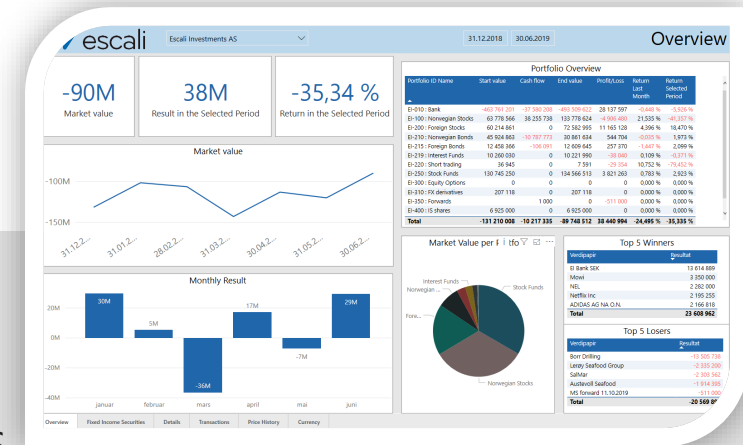 escali
Escali Investments AS
31.12.2018 30.06.2019
Overview
-90M
Market value
38M
Result in the Selected Period
-35,34 %
Return in the Selected Period
Portfolio Overview
Portfolio ID Name Start value Cash flow End value Profit/Loss Return Last Month Return Selected Period
EI-010 : Bank -463 761 201 -37 580 208 -493 509 622 28 137 597 -0,448 % -5,926 %
EI-100 : Norwegian Stocks 63 778 566 38 255 738 133 778 624 -4 906 400 21,535 % -41,357 %
EI-200 : Foreign Stocks 60 214 861 0 72 582 995 11 165 128 4,396 % 18,470 %
EI-210 : Norwegian Bonds 45 924 863 -10 787 773 30 861 634 544 704 -0,035 % 1,973 %
EI-215 : Foreign Bonds 12 458 366 -108 091 12 609 645 257 370 -1,447 % 2,099 %
EI-219 : Interest Funds 10 260 030 0 10 221 990 -38 040 0,109 % -0,371 %
EI-220 : Short trading 36 945 0 7 591 -29 354 10,752 % -79,452 %
EI-250 : Stock Funds 130 745 250 0 134 566 513 3 821 263 0,783 % 2,923 %
EI-300 : Equity Options 0 0 0 0 0,000 % 0,000 %
EI-310 : FX derivatives 207 118 0 207 118 0 0,000 % 0,000 %
EI-350 : Forwards 1 000 0 -511 000 0,000 % 0,000 %
EI-400 : IS shares 6 925 000 0 6 925 000 0 0,000 % 0,000 %
Total -131 210 008 -10 217 335 -89 748 512 38 440 994 -24,495 % -35,335 %
Market value
-100M
-150M
31.12.2... 31.01.2... 28.02.2... 31.03.2... 30.04.2... 31.05.2... 30.06.2...
Monthly Result
20M
0M
-20M
-40M
30M
5M
-36M
17M
-7M
29M
januar februar mars april mai juni
Market Value per P tfo
Interest Funds
Norwegian ...
Fore...
Stock Funds
Norwegian Stocks
Top 5 Winners
Verdipapir Resultat
EI Bank SEK 13 614 889
Mowi 3 350 000
NEL 2 282 000
Netflix Inc 2 195 255
ADIDAS AG NA O.N. 2 166 818
Total 23 608 962
Top 5 Losers
Verdipapir Resultat
Borr Drilling -13 505 738
Lerøy Seafood Group -2 335 200
SalMar -2 303 562
Austevoll Seafood -1 914 395
MS forward 11.10.2019 -511 000
Total -20 569 89
Overview Fixed Income Securities Details Transactions Price History Currency